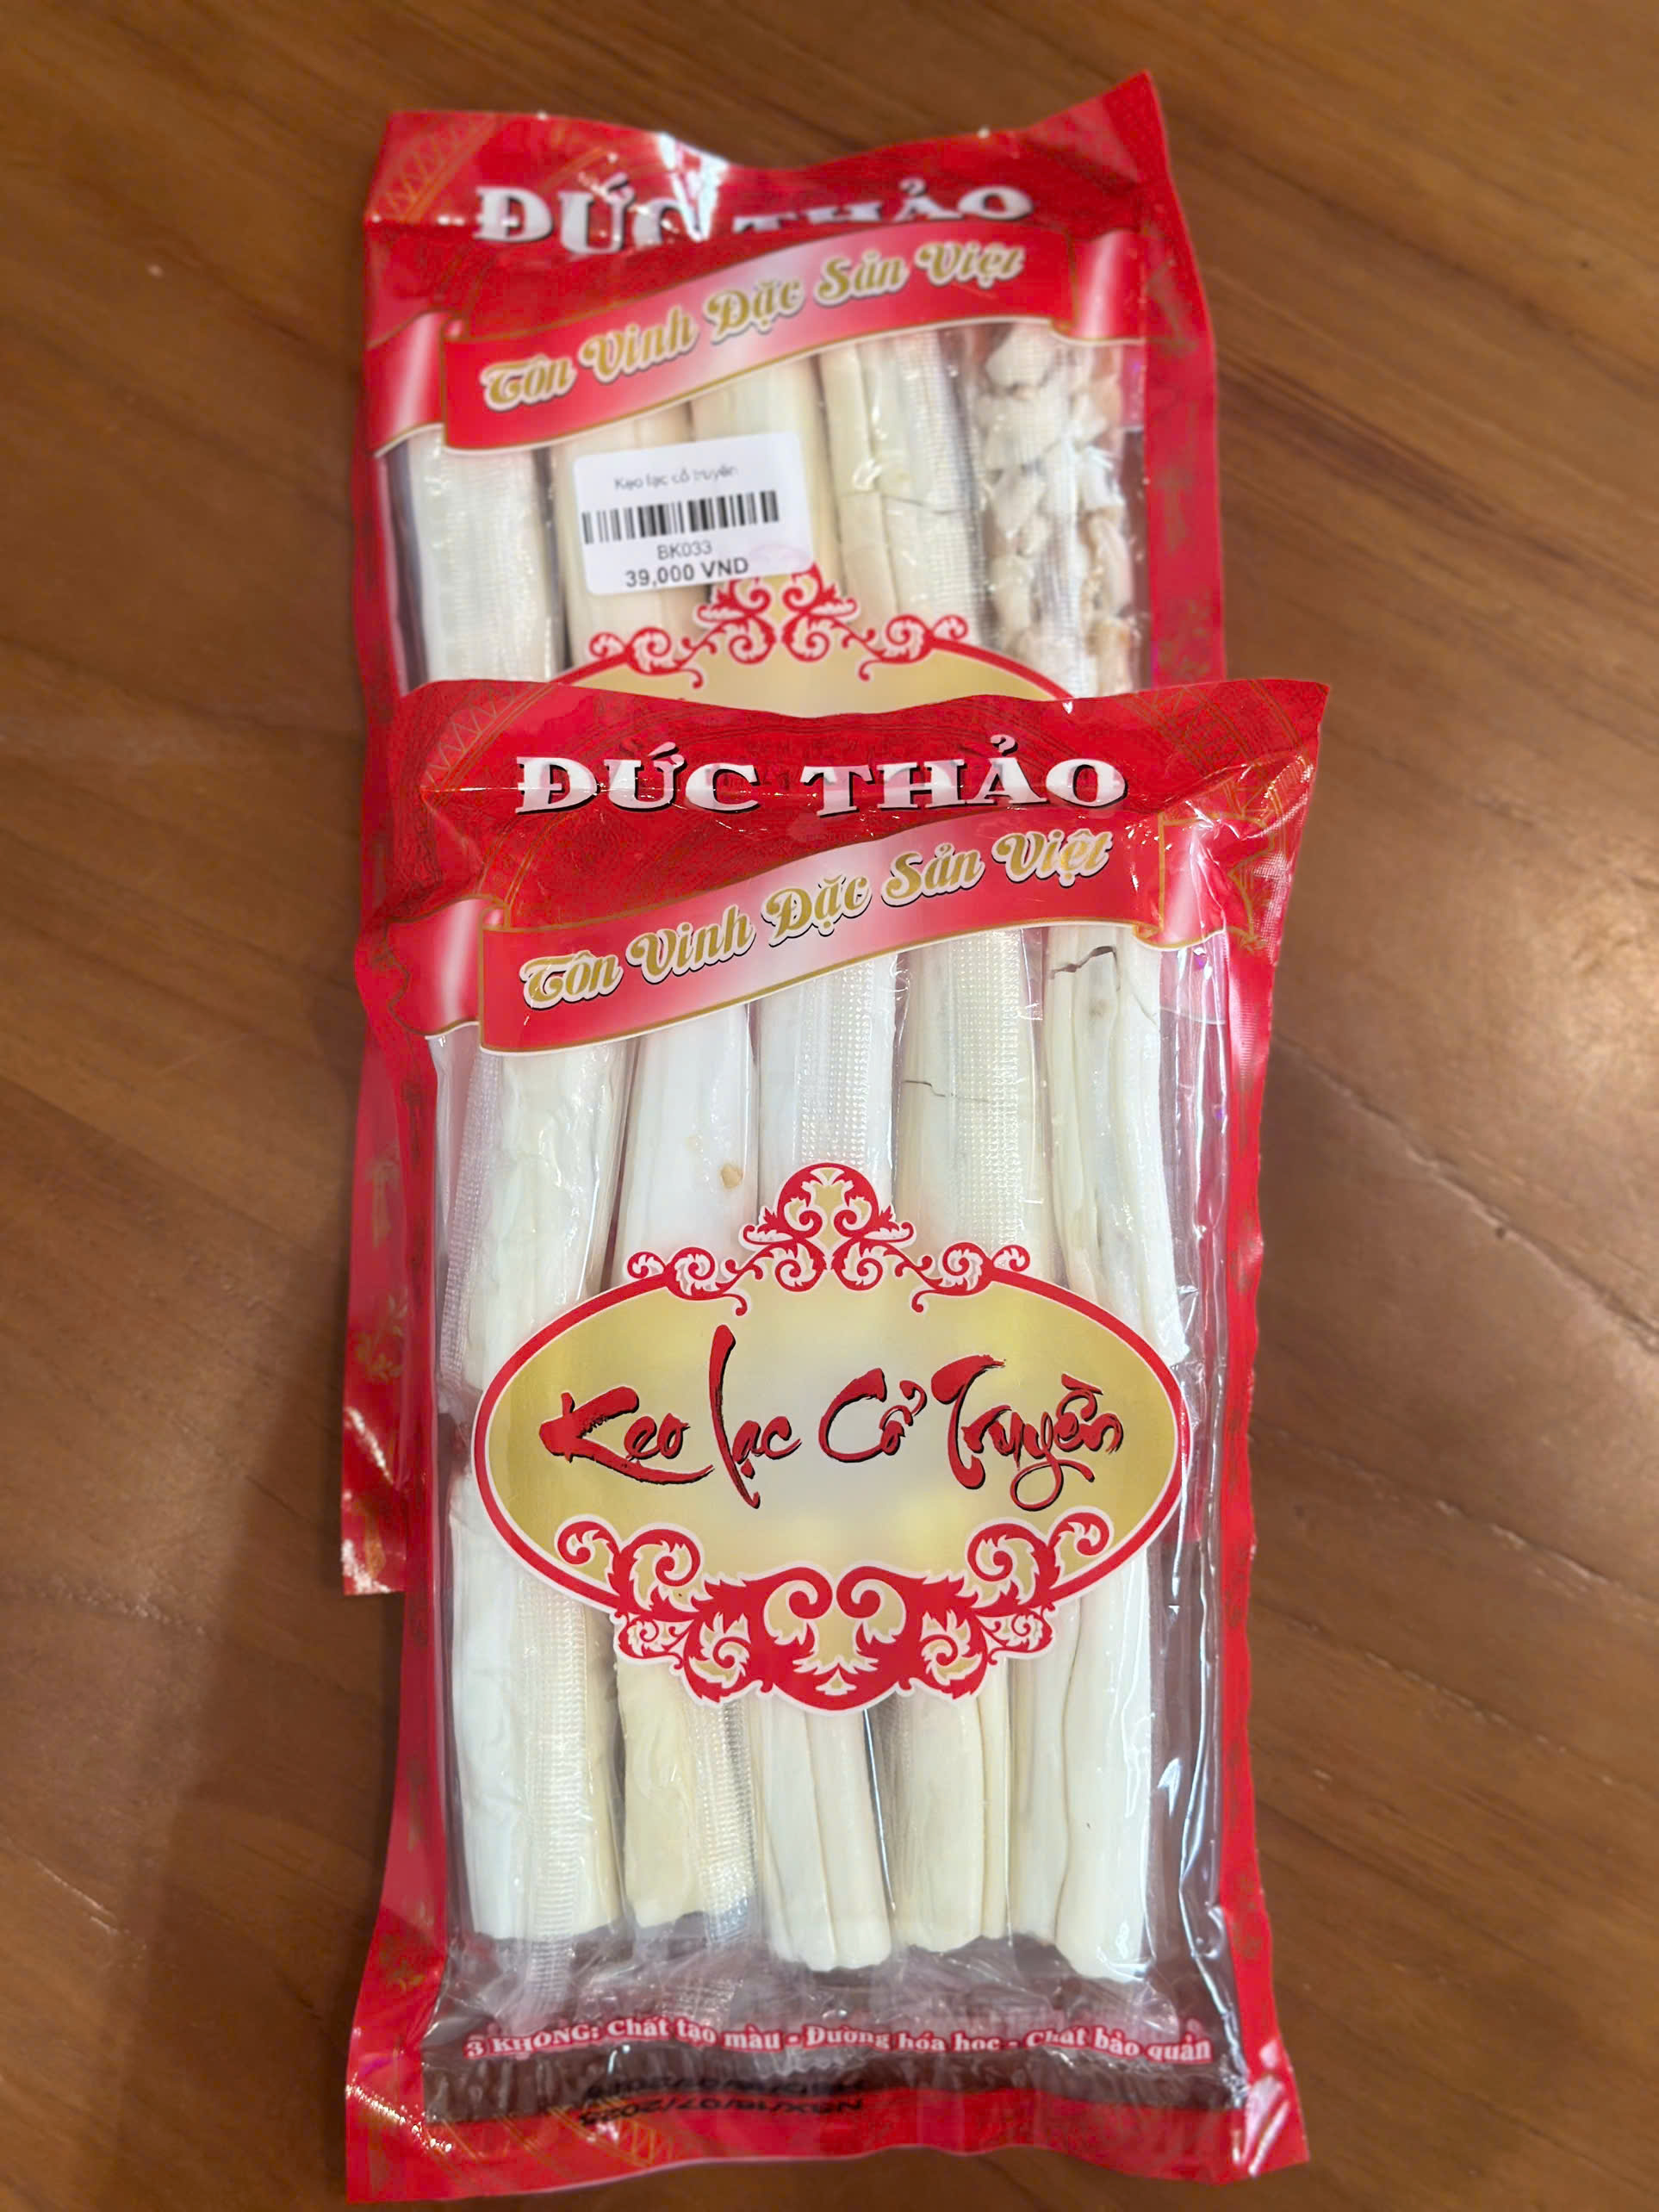 ĐỨC THẢO
Tôn Vinh Đặc Sản Việt
Kẹo lạc cổ truyền
BK033
39,000 VND
ĐỨC THẢO
Tôn Vinh Đặc Sản Việt
Kẹo Lạc Cổ Truyền
3 KHÔNG: Chất tạo màu - Đường hóa học - Chất bảo quản